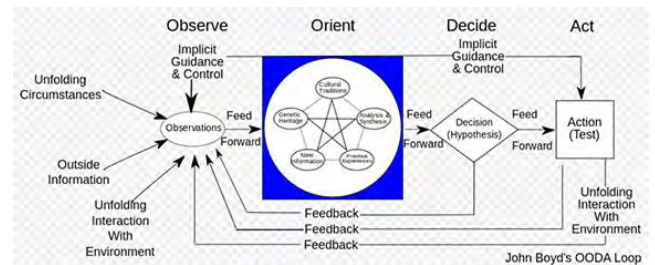 Observe
Orient
Decide
Act
Implicit
Guidance
& Control
Implicit
Guidance
& Control
Unfolding
Circumstances
Observations
Feed
Forward
Cultural
Traditions
Genetic
Heritage
Analysis &
Synthesis
New
Information
Previous
Experiences
Feed
Forward
Decision
(Hypothesis)
Feed
Forward
Action
(Test)
Outside
Information
Unfolding
Interaction
With
Environment
Unfolding
Interaction
With
Environment
Feedback
Feedback
Feedback
John Boyd's OODA Loop